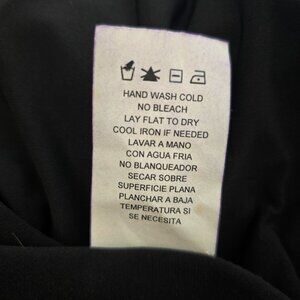 HAND WASH COLD
NO BLEACH
LAY FLAT TO DRY
COOL IRON IF NEEDED
LAVAR A MANO
CON AGUA FRIA
NO BLANQUEADOR
SECAR SOBRE
SUPERFICIE PLANA
PLANCHAR A BAJA
TEMPERATURA SI
SE NECESITA